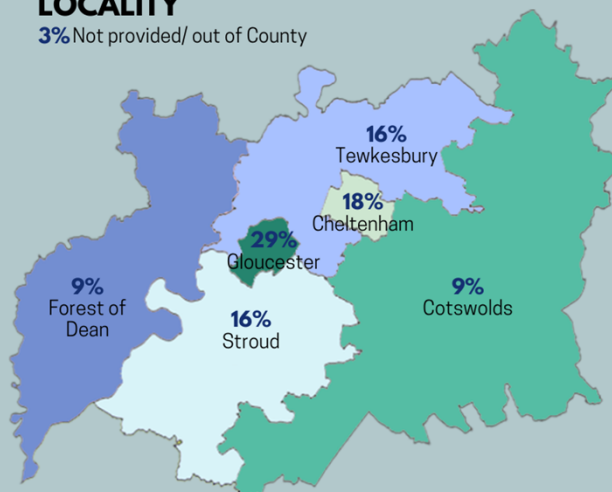 LOCALITY
3% Not provided/ out of County
16%
Tewkesbury
18%
Cheltenham
29%
Gloucester
9%
Forest of
Dean
9%
Cotswolds
16%
Stroud